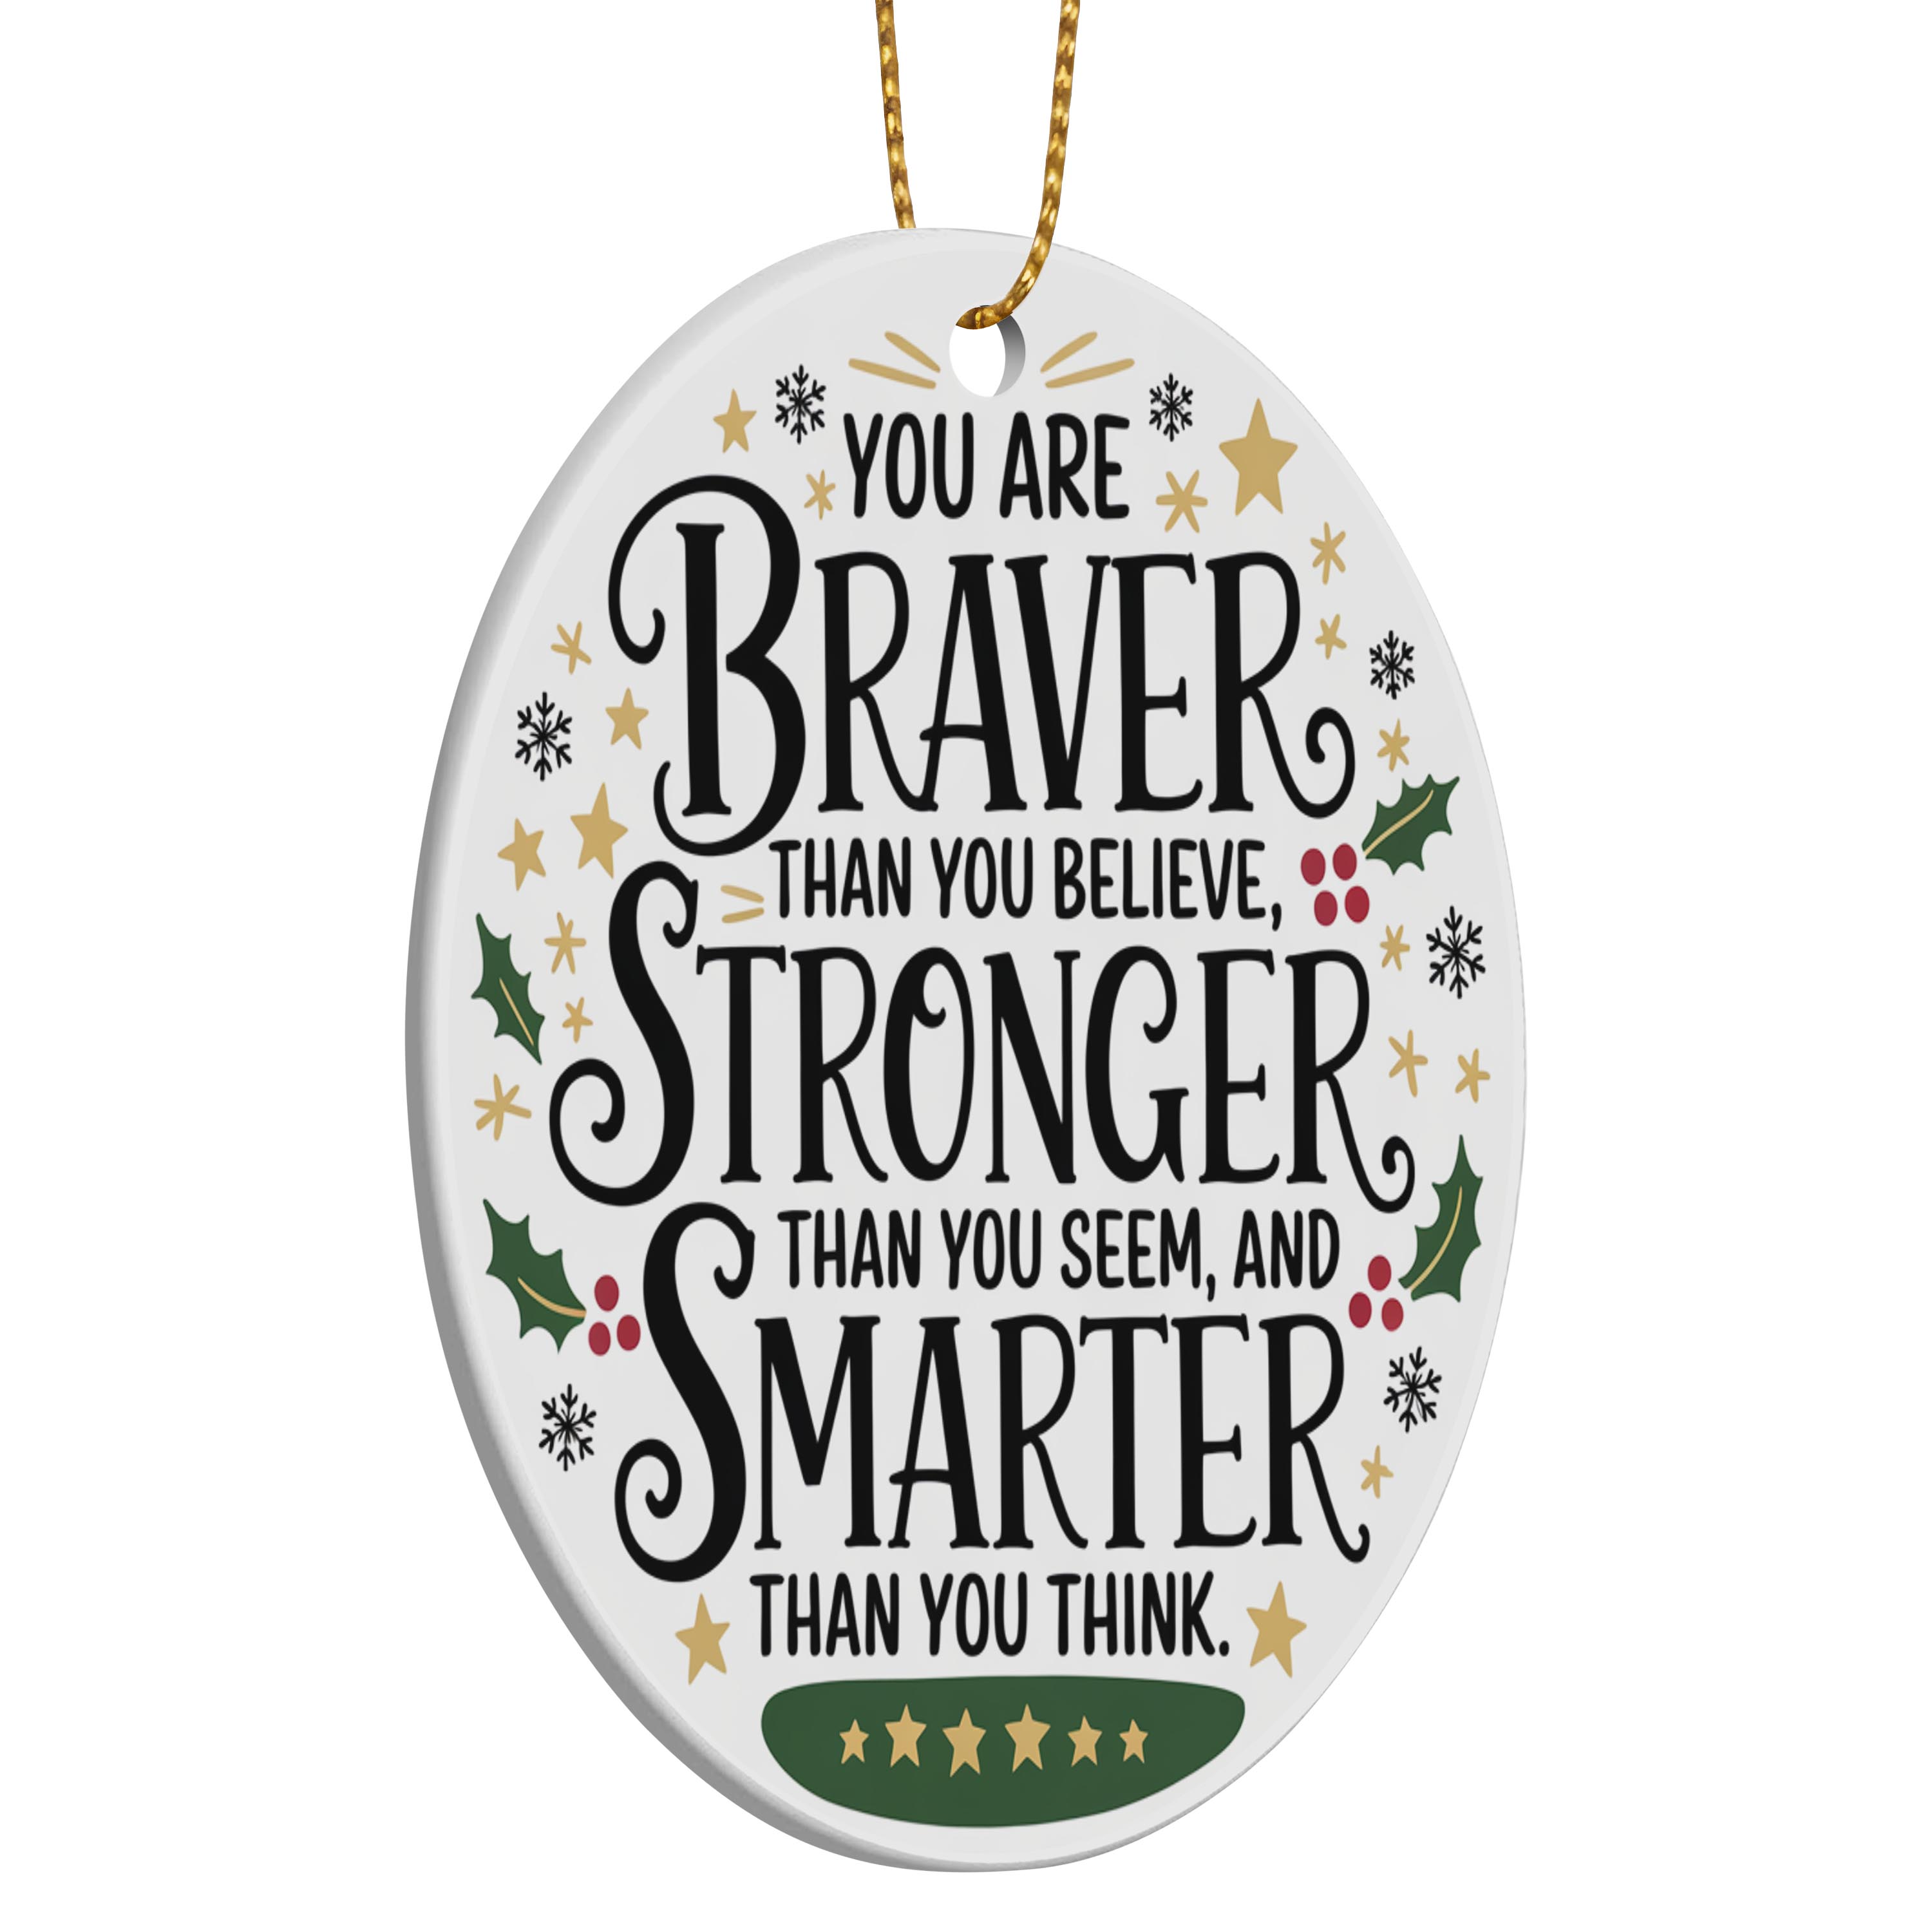 YOU ARE
BRAVER
THAN YOU BELIEVE,
STRONGER
THAN YOU SEEM, AND
SMARTER
THAN YOU THINK.